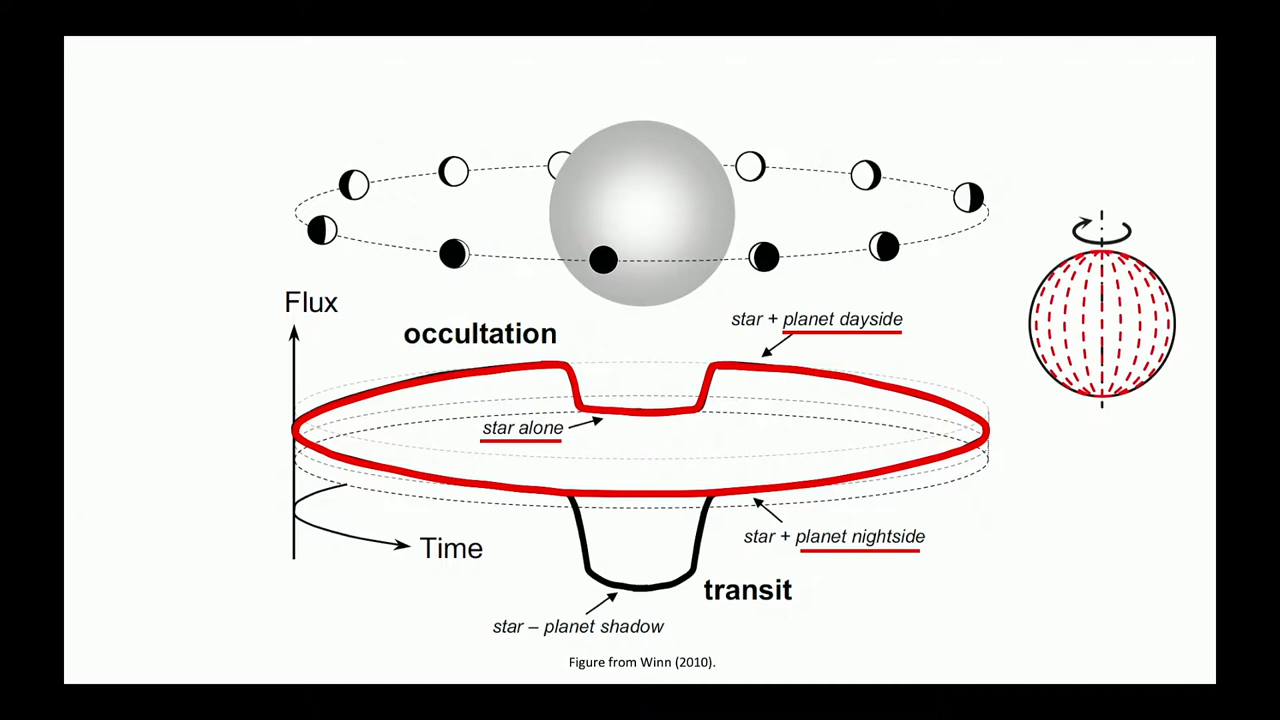 Flux
occultation
star + planet dayside
star alone
star + planet nightside
Time
transit
star – planet shadow
Figure from Winn (2010).